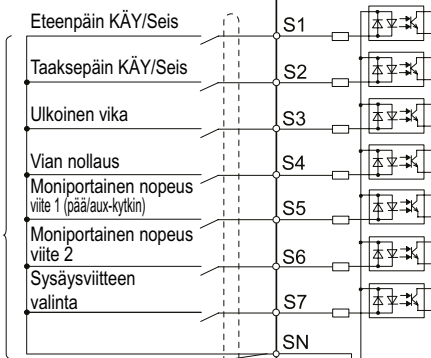 Eteenpäin KÄY/Seis
S1
Taaksepäin KÄY/Seis
S2
Ulkoinen vika
S3
Vian nollaus
S4
Moniportainen nopeus
viite 1 (pää/aux-kytkin)
S5
Moniportainen nopeus
viite 2
S6
Sysäysviitteen
valinta
S7
SN